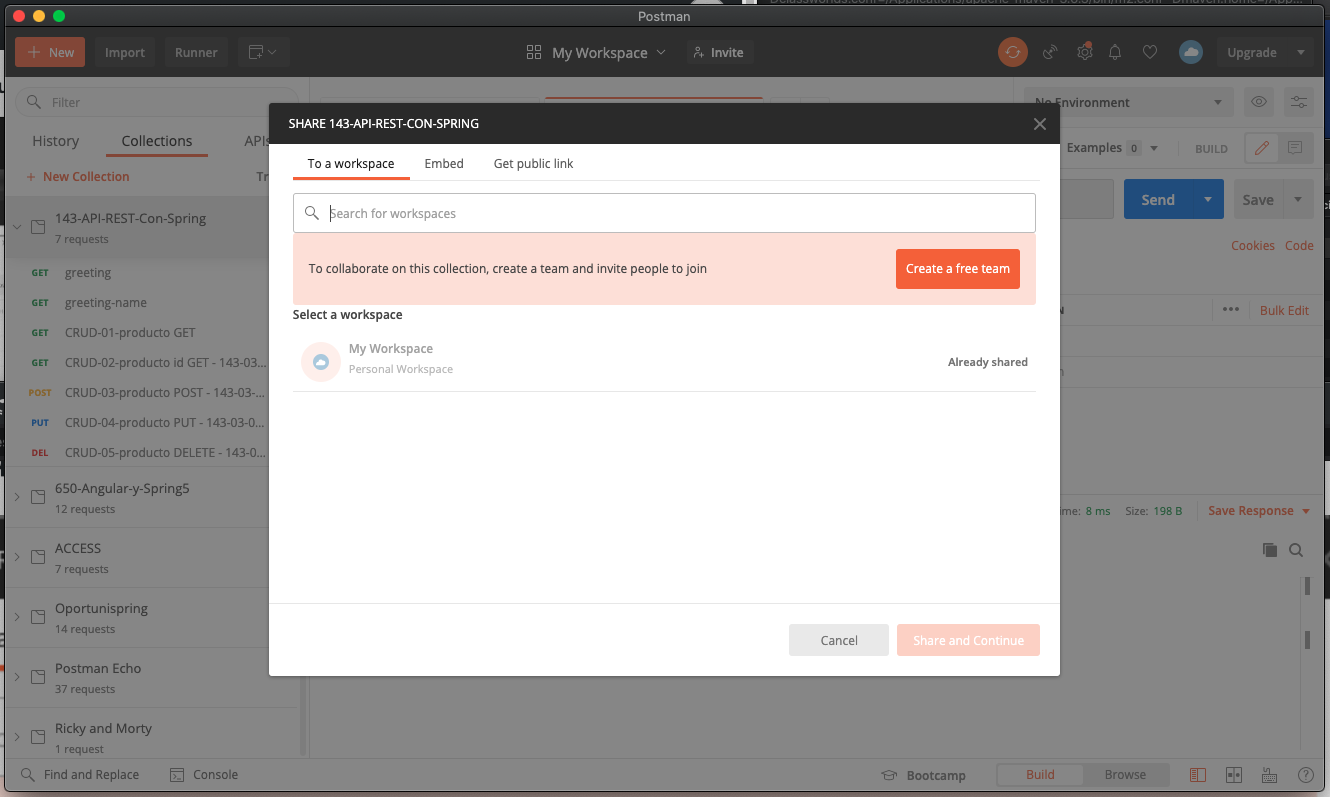 Postman
New
Import
Runner
My Workspace
Invite
Upgrade
Filter
No Environment
History
Collections
APIs
New Collection
Examples 0
BUILD
SHARE 143-API-REST-CON-SPRING
To a workspace
Embed
Get public link
Search for workspaces
To collaborate on this collection, create a team and invite people to join
Create a free team
Select a workspace
My Workspace
Personal Workspace
Already shared
Cancel
Share and Continue
143-API-REST-Con-Spring
7 requests
GET greeting
GET greeting-name
GET CRUD-01-producto GET
GET CRUD-02-producto id GET - 143-03...
POST CRUD-03-producto POST - 143-03-...
PUT CRUD-04-producto PUT - 143-03-0...
DEL CRUD-05-producto DELETE - 143-0...
650-Angular-y-Spring5
12 requests
ACCESS
7 requests
Oportunispring
14 requests
Postman Echo
37 requests
Ricky and Morty
1 request
Send
Save
Cookies
Code
Bulk Edit
8 ms
Size: 198 B
Save Response
Find and Replace
Console
Bootcamp
Build
Browse